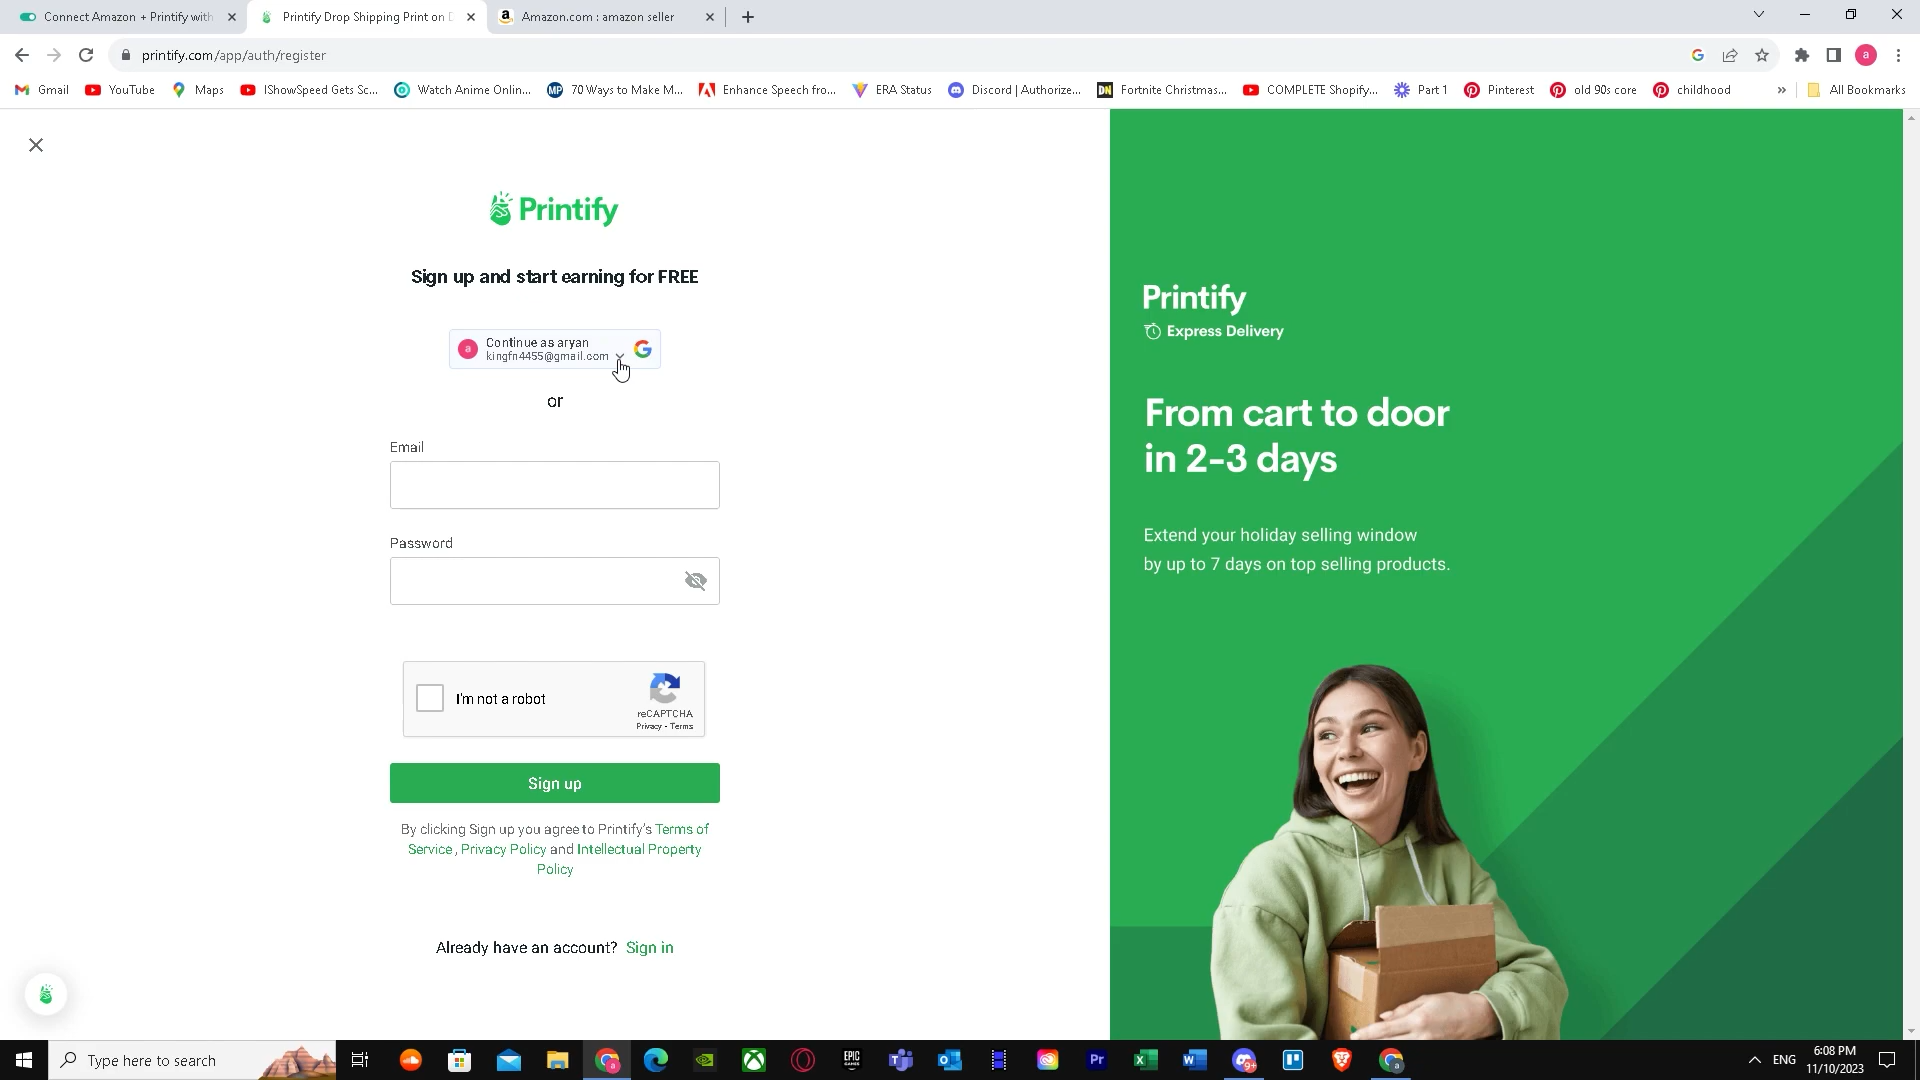 Connect Amazon + Printify with
Printify Drop Shipping Print on D
Amazon.com : amazon seller
printify.com/app/auth/register
a
Gmail
YouTube
Maps
IShowSpeed Gets Sc...
Watch Anime Onlin...
MP
70 Ways to Make M...
Enhance Speech fro...
ERA Status
Discord | Authorize...
DN
Fortnite Christmas...
COMPLETE Shopify...
Part 1
Pinterest
old 90s core
childhood
»
All Bookmarks
Printify
Sign up and start earning for FREE
a
Continue as aryan
kingfn4455@gmail.com
or
Email
Password
I'm not a robot
reCAPTCHA
Privacy - Terms
Sign up
By clicking Sign up you agree to Printify's Terms of
Service , Privacy Policy and Intellectual Property
Policy
Already have an account? Sign in
Printify
Express Delivery
From cart to door
in 2-3 days
Extend your holiday selling window
by up to 7 days on top selling products.
Type here to search
EPIC
GAMES
Pr
9+
ENG
6:08 PM
11/10/2023